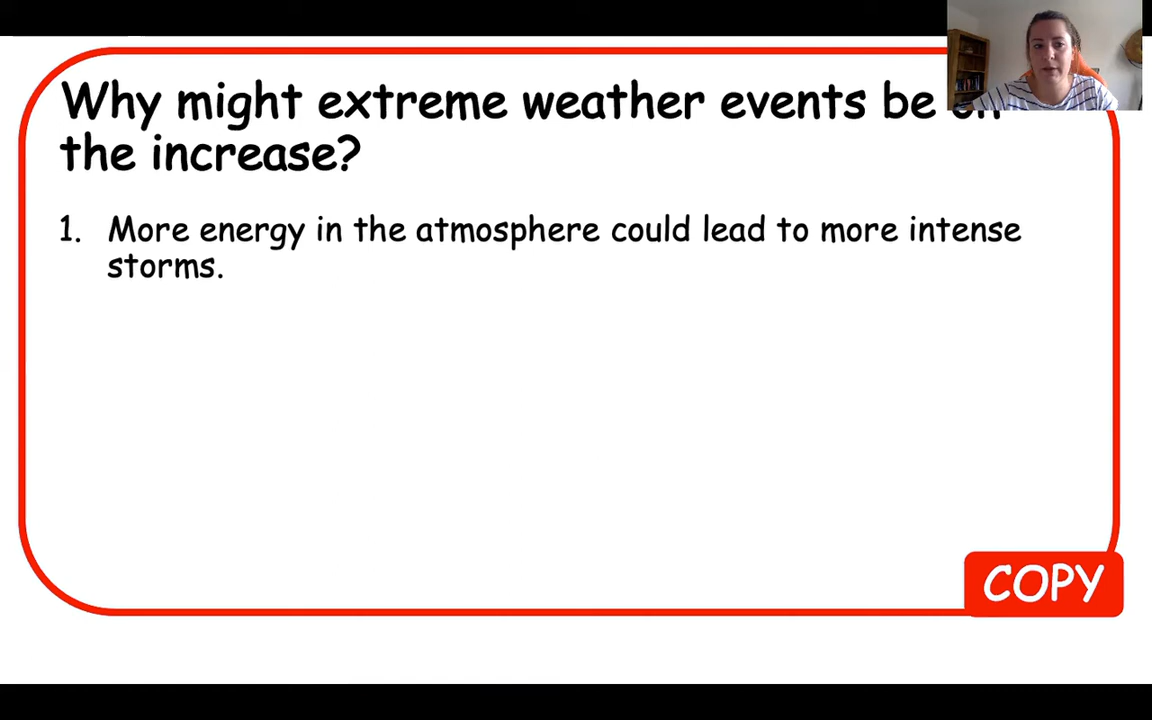 Why might extreme weather events be on
the increase?
1. More energy in the atmosphere could lead to more intense
storms.
COPY